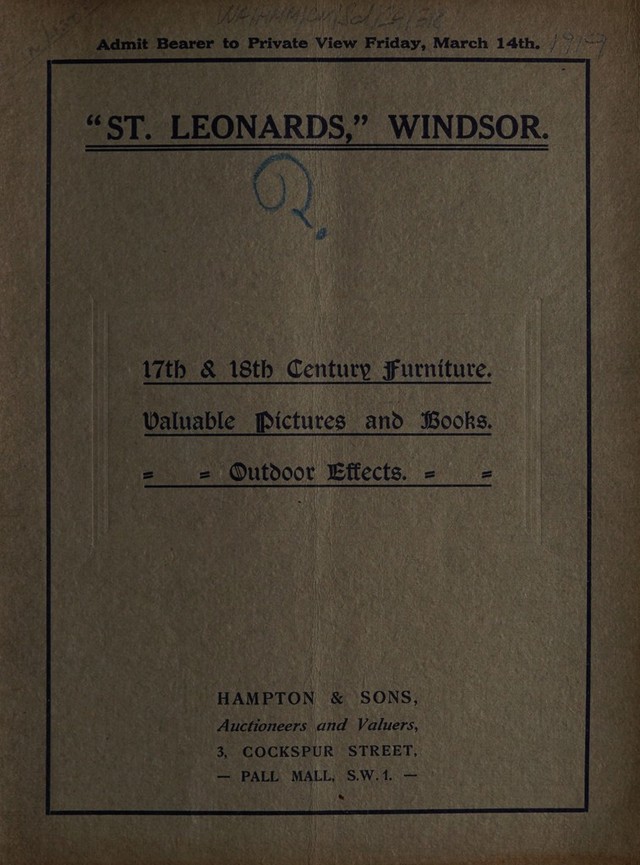 Admit Bearer to Private View Friday, March 14th. 1919
"ST. LEONARDS," WINDSOR.
R.
17th & 18th Century Furniture.
Valuable Pictures and Books.
= = Outdoor Effects. = =
HAMPTON & SONS,
Auctioneers and Valuers,
3, COCKSPUR STREET,
— PALL MALL, S.W.1. —